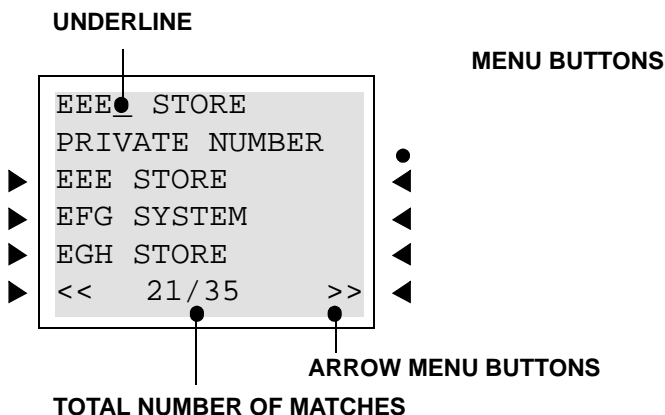 UNDERLINE
MENU BUTTONS
EEE_ STORE
PRIVATE NUMBER
EEE STORE
EFG SYSTEM
EGH STORE
<< 21/35 >>
ARROW MENU BUTTONS
TOTAL NUMBER OF MATCHES